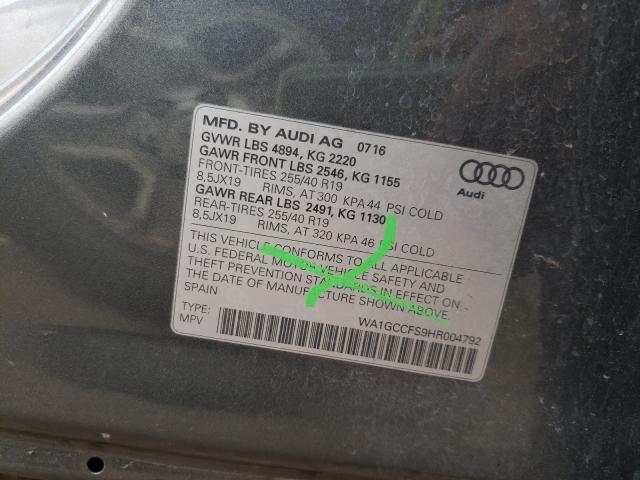 MFD. BY AUDI AG 0716
GVWR LBS 4894, KG 2220
GAWR FRONT LBS 2546, KG 1155
FRONT-TIRES 255/40 R19
8,5JX19 RIMS, AT 300 KPA 44 PSI COLD
GAWR REAR LBS 2491, KG 1130
REAR-TIRES 255/40 R19
8,5JX19 RIMS, AT 320 KPA 46 PSI COLD
THIS VEHICLE CONFORMS TO ALL APPLICABLE
U.S. FEDERAL MOTOR VEHICLE SAFETY AND
THEFT PREVENTION STANDARDS IN EFFECT ON -
THE DATE OF MANUFACTURE SHOWN ABOVE. -
SPAIN
WA1GCCFS9HR004792
TYPE:
MPV
Audi